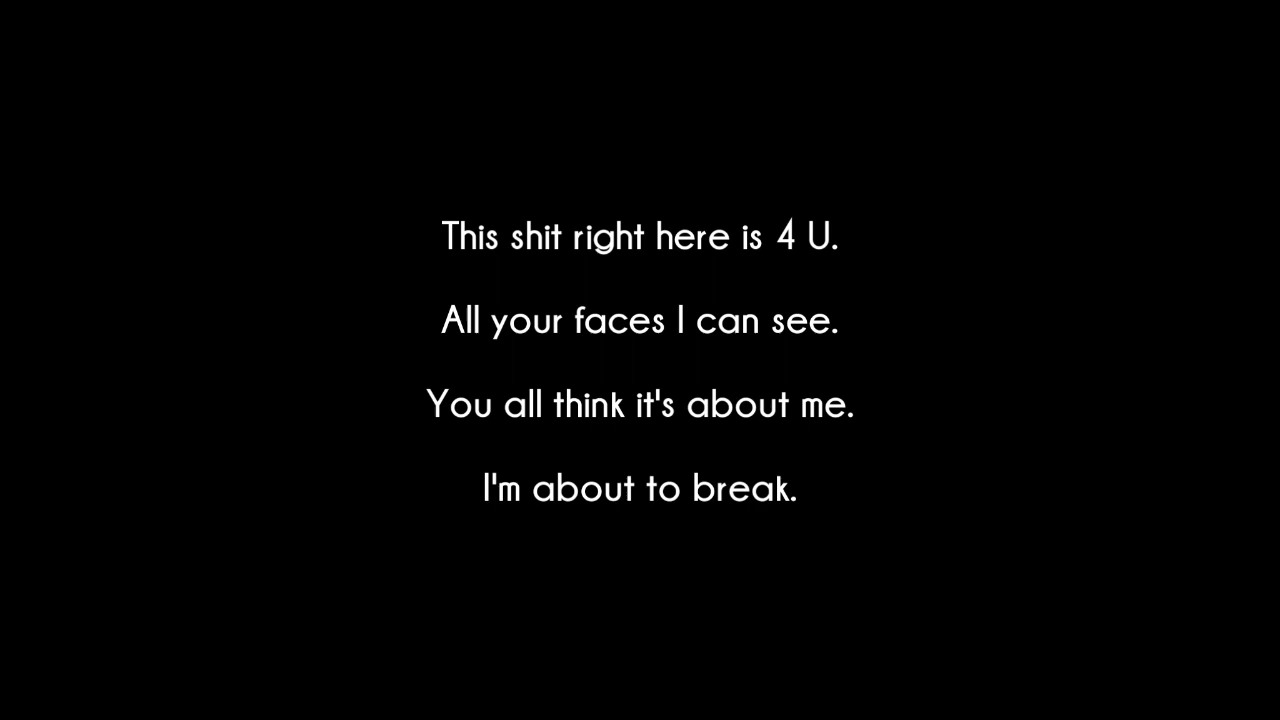 This shit right here is 4 U.
All your faces I can see.
You all think it's about me.
I'm about to break.